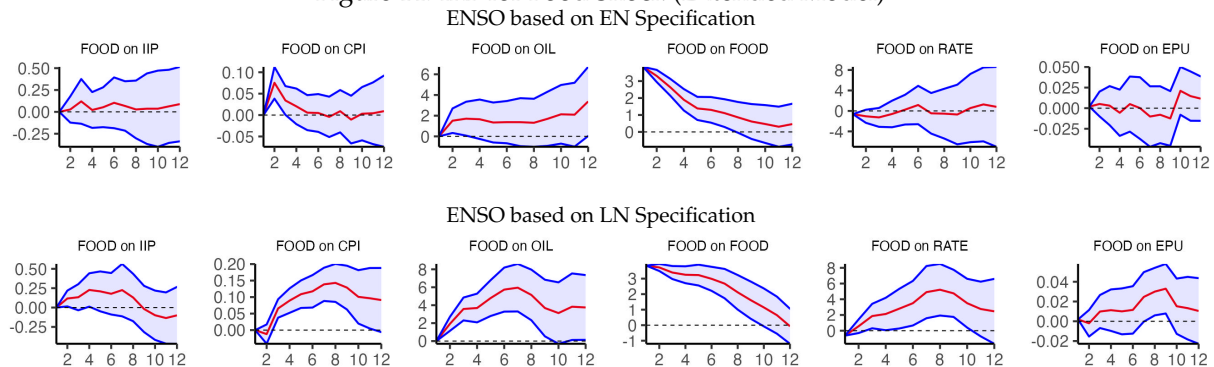 ENSO based on EN Specification
FOOD on IIP FOOD on CPI FOOD on OIL FOOD on FOOD FOOD on RATE FOOD on EPU
0.50 0.25 0.00 -0.25
0.10 0.05 0.00 -0.05
6 4 2 0
3 2 1 0
8 4 0 -4
0.050 0.025 0.000 -0.025
2 4 6 8 10 12 2 4 6 8 10 12 2 4 6 8 10 12 2 4 6 8 10 12 2 4 6 8 10 12 2 4 6 8 10 12
ENSO based on LN Specification
FOOD on IIP FOOD on CPI FOOD on OIL FOOD on FOOD FOOD on RATE FOOD on EPU
0.50 0.25 0.00 -0.25
0.20 0.15 0.10 0.05 0.00
8 6 4 2 0
3 2 1 0 -1
8 6 4 2 0
0.04 0.02 0.00 -0.02
2 4 6 8 10 12 2 4 6 8 10 12 2 4 6 8 10 12 2 4 6 8 10 12 2 4 6 8 10 12 2 4 6 8 10 12